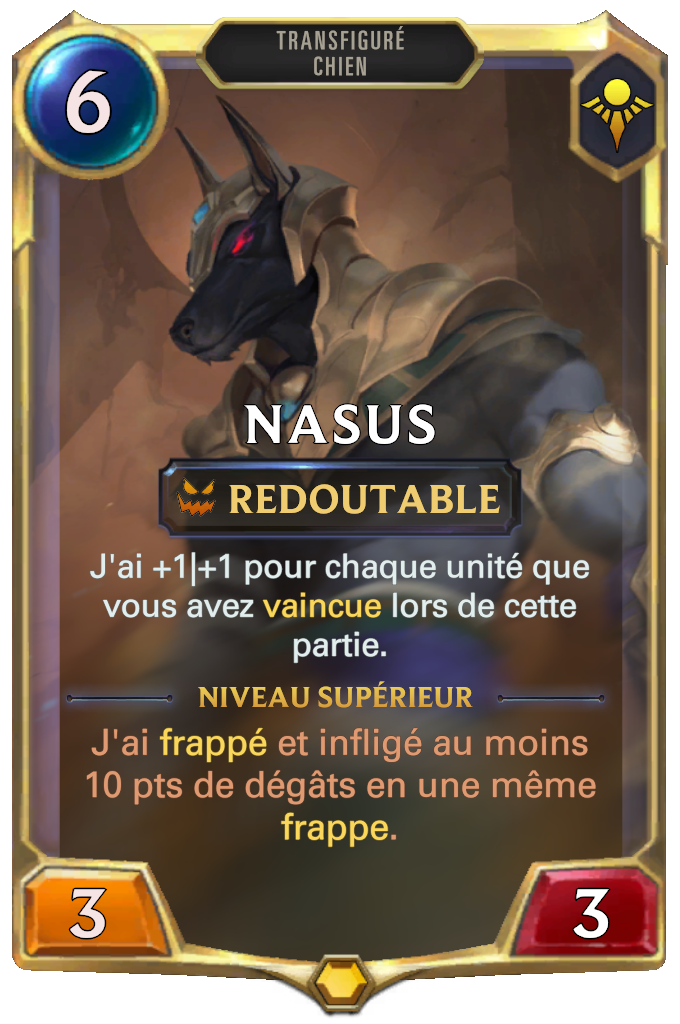 TRANSFIGURÉ
CHIEN
6
NASUS
REDOUTABLE
J'ai +1|+1 pour chaque unité que
vous avez vaincue lors de cette
partie.
NIVEAU SUPÉRIEUR
J'ai frappé et infligé au moins
10 pts de dégâts en une même
frappe.
3
3